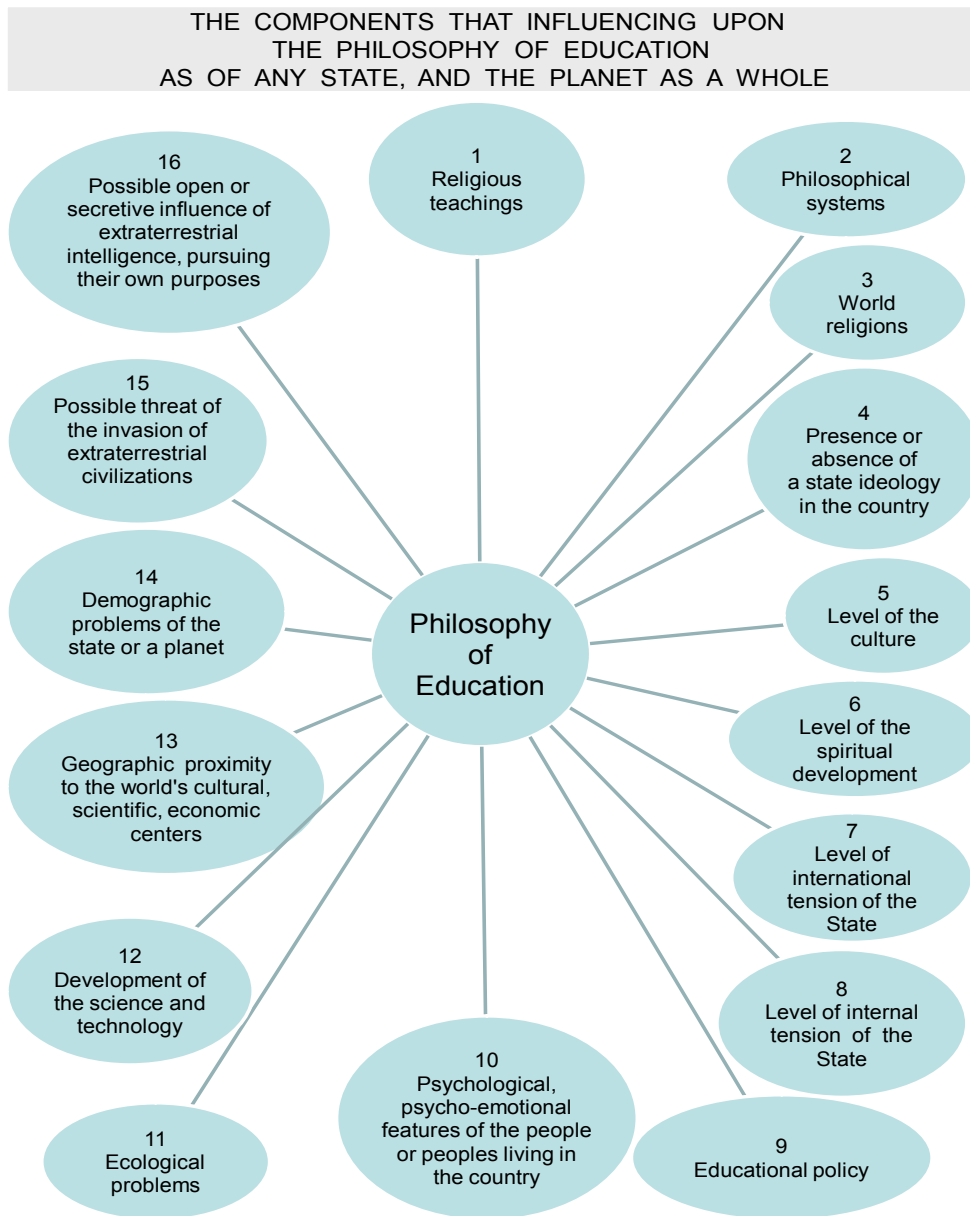 THE COMPONENTS THAT INFLUENCING UPON
THE PHILOSOPHY OF EDUCATION
AS OF ANY STATE, AND THE PLANET AS A WHOLE
1
Religious
teachings
2
Philosophical
systems
3
World
religions
4
Presence or
absence of
a state ideology
in the country
5
Level of the
culture
6
Level of the
spiritual
development
7
Level of
international
tension of the
State
8
Level of internal
tension of the
State
9
Educational policy
10
Psychological,
psycho-emotional
features of the people
or peoples living in
the country
11
Ecological
problems
12
Development of
the science and
technology
13
Geographic proximity
to the world's cultural,
scientific, economic
centers
14
Demographic
problems of the
state or a planet
15
Possible threat of
the invasion of
extraterrestrial
civilizations
16
Possible open or
secretive influence of
extraterrestrial
intelligence, pursuing
their own purposes
Philosophy
of
Education